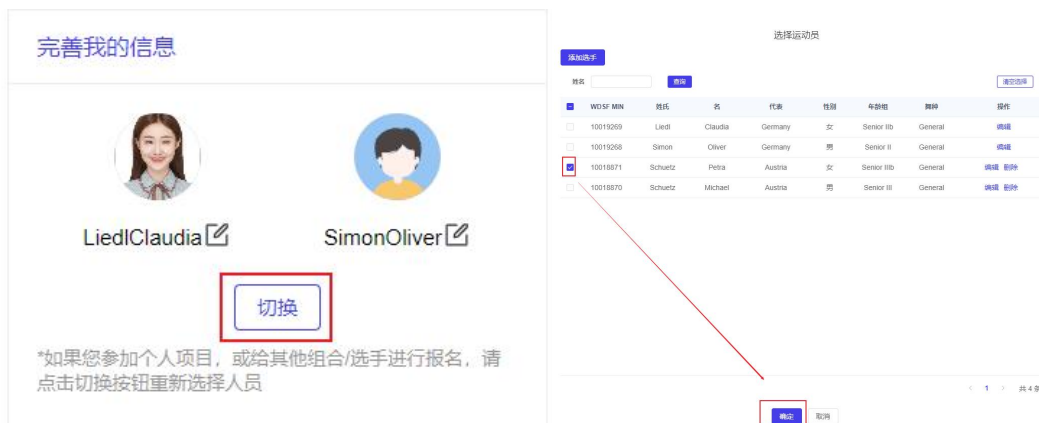 完善我的信息
LiedlClaudia
SimonOliver
切换
*如果您参加个人项目，或给其他组合/选手进行报名，请
点击切换按钮重新选择人员
选择运动员
添加选手
姓名 查询 清空选择
WDSF MIN 姓氏 名 代表 性别 年龄组 舞种 操作
10019269 Liedl Claudia Germany 女 Senior IIb General 编辑
10019268 Simon Oliver Germany 男 Senior II General 编辑
10018871 Schuetz Petra Austria 女 Senior IIIb General 编辑 删除
10018870 Schuetz Michael Austria 男 Senior III General 编辑 删除
< 1 > 共 4 条
确定 取消